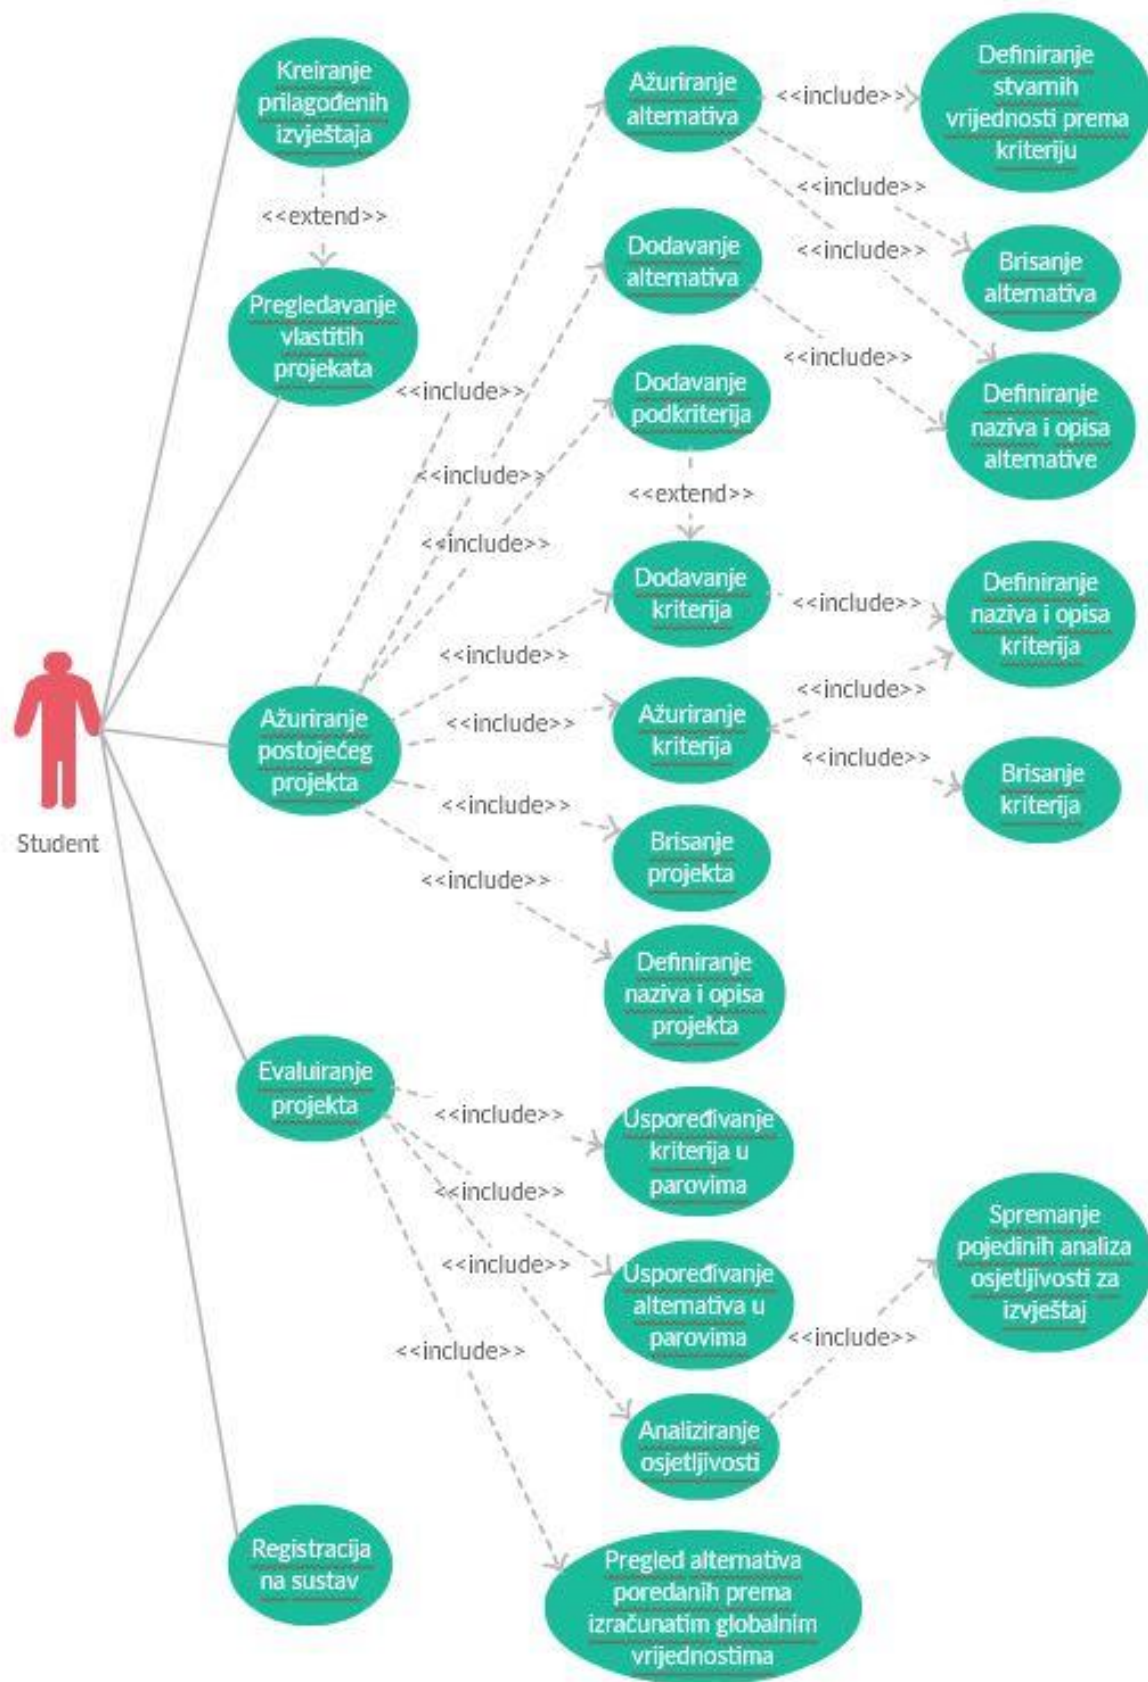 Kreiranje
prilagođenih
izvještaja
<<extend>>
Pregledavanje
vlastitih
projekata
Ažuriranje
alternativa
<<include>>
Definiranje
stvarnih
vrijednosti prema
kriteriju
<<include>>
<<include>>
Brisanje
alternativa
Dodavanje
alternativa
<<include>>
Definiranje
naziva i opisa
alternative
<<include>>
<<include>>
<<include>>
Dodavanje
podkriterija
<<extend>>
Dodavanje
kriterija
<<include>>
Definiranje
naziva i opisa
kriterija
<<include>>
<<include>>
Student
Ažuriranje
postojećeg
projekta
<<include>>
Ažuriranje
kriterija
<<include>>
Brisanje
kriterija
<<include>>
Brisanje
projekta
<<include>>
Definiranje
naziva i opisa
projekta
Evaluiranje
projekta
<<include>>
Uspoređivanje
kriterija u
parovima
<<include>>
Uspoređivanje
alternativa u
parovima
<<include>>
Analiziranje
osjetljivosti
<<include>>
Spremanje
pojedinih analiza
osjetljivosti za
izvještaj
<<include>>
Pregled alternativa
poredanih prema
izračunatim globalnim
vrijednostima
Registracija
na sustav